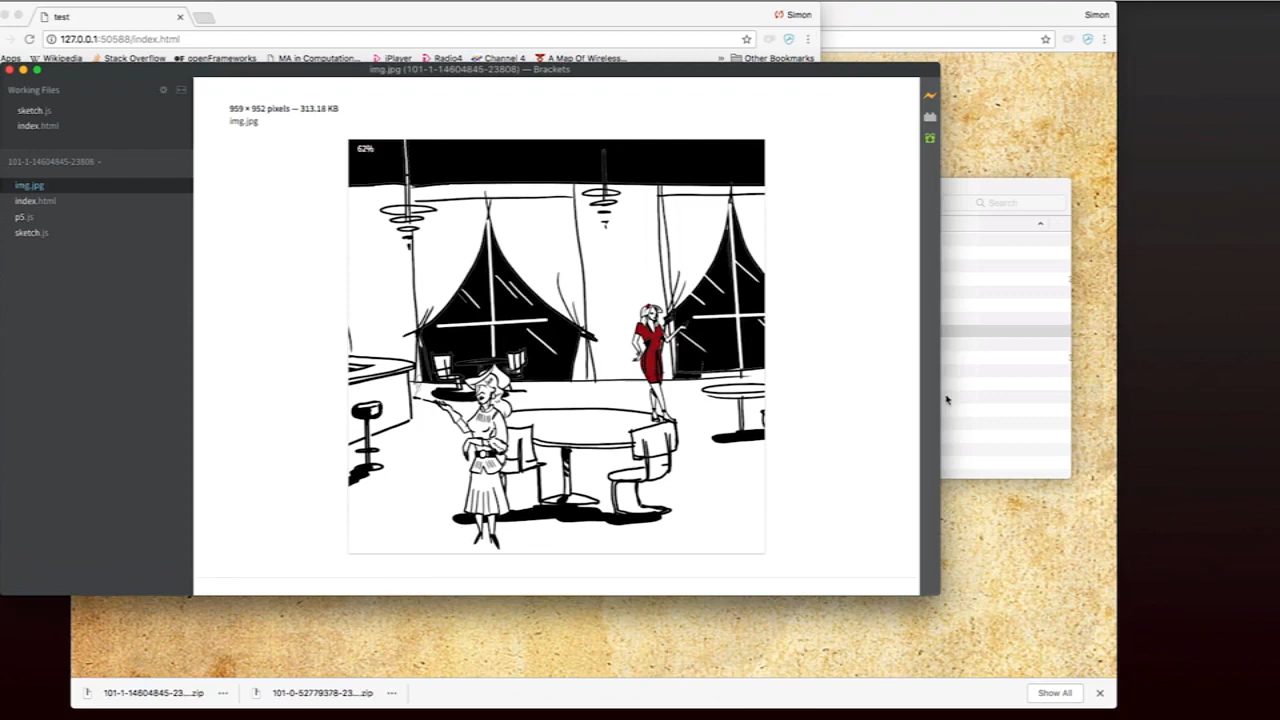 test
Simon
Simon
127.0.0.1:50588/index.html
Apps Wikipedia Stack Overflow openFrameworks MA in Computation... iPlayer Radio4 Channel 4 A Map Of Wireless... » Other Bookmarks
img.jpg (101-1-14604845-23808) — Brackets
Working Files
sketch.js
index.html
101-1-14604845-23808
img.jpg
index.html
p5.js
sketch.js
959 × 952 pixels — 313.18 KB
img.jpg
62%
Search
101-1-14604845-23....zip
101-0-52779378-23....zip
Show All